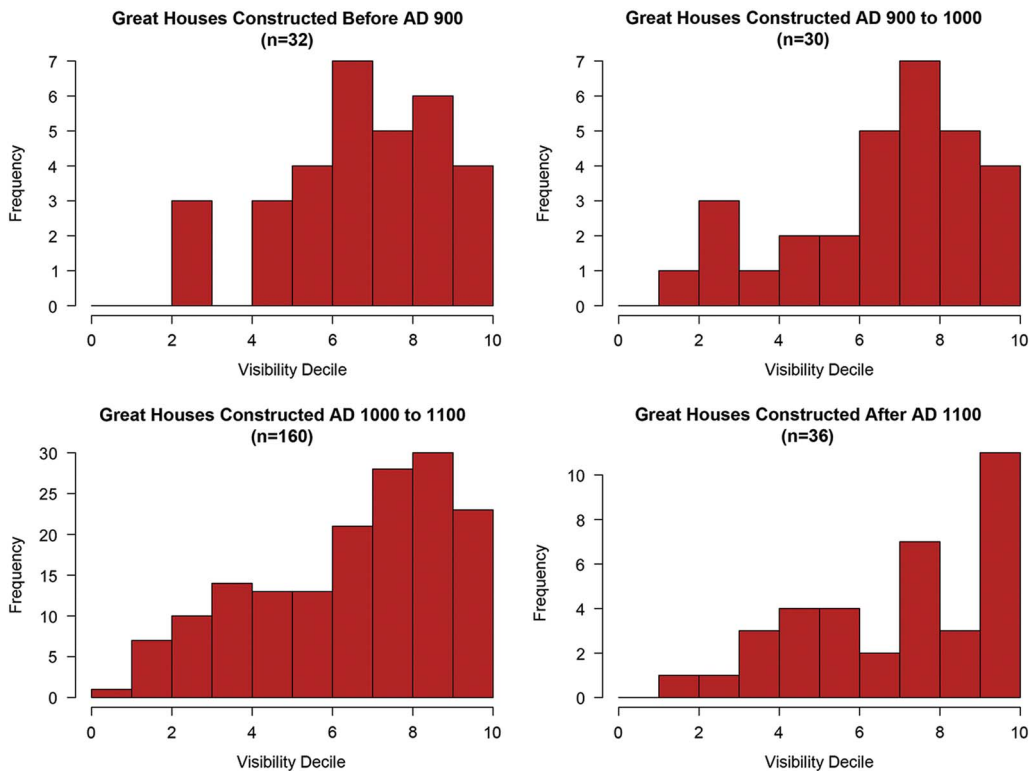 Great Houses Constructed Before AD 900
(n=32)
7
6
5
4
3
2
1
0
Frequency
0 2 4 6 8 10
Visibility Decile
Great Houses Constructed AD 900 to 1000
(n=30)
7
6
5
4
3
2
1
0
Frequency
0 2 4 6 8 10
Visibility Decile
Great Houses Constructed AD 1000 to 1100
(n=160)
30
25
20
15
10
5
0
Frequency
0 2 4 6 8 10
Visibility Decile
Great Houses Constructed After AD 1100
(n=36)
10
8
6
4
2
0
Frequency
0 2 4 6 8 10
Visibility Decile